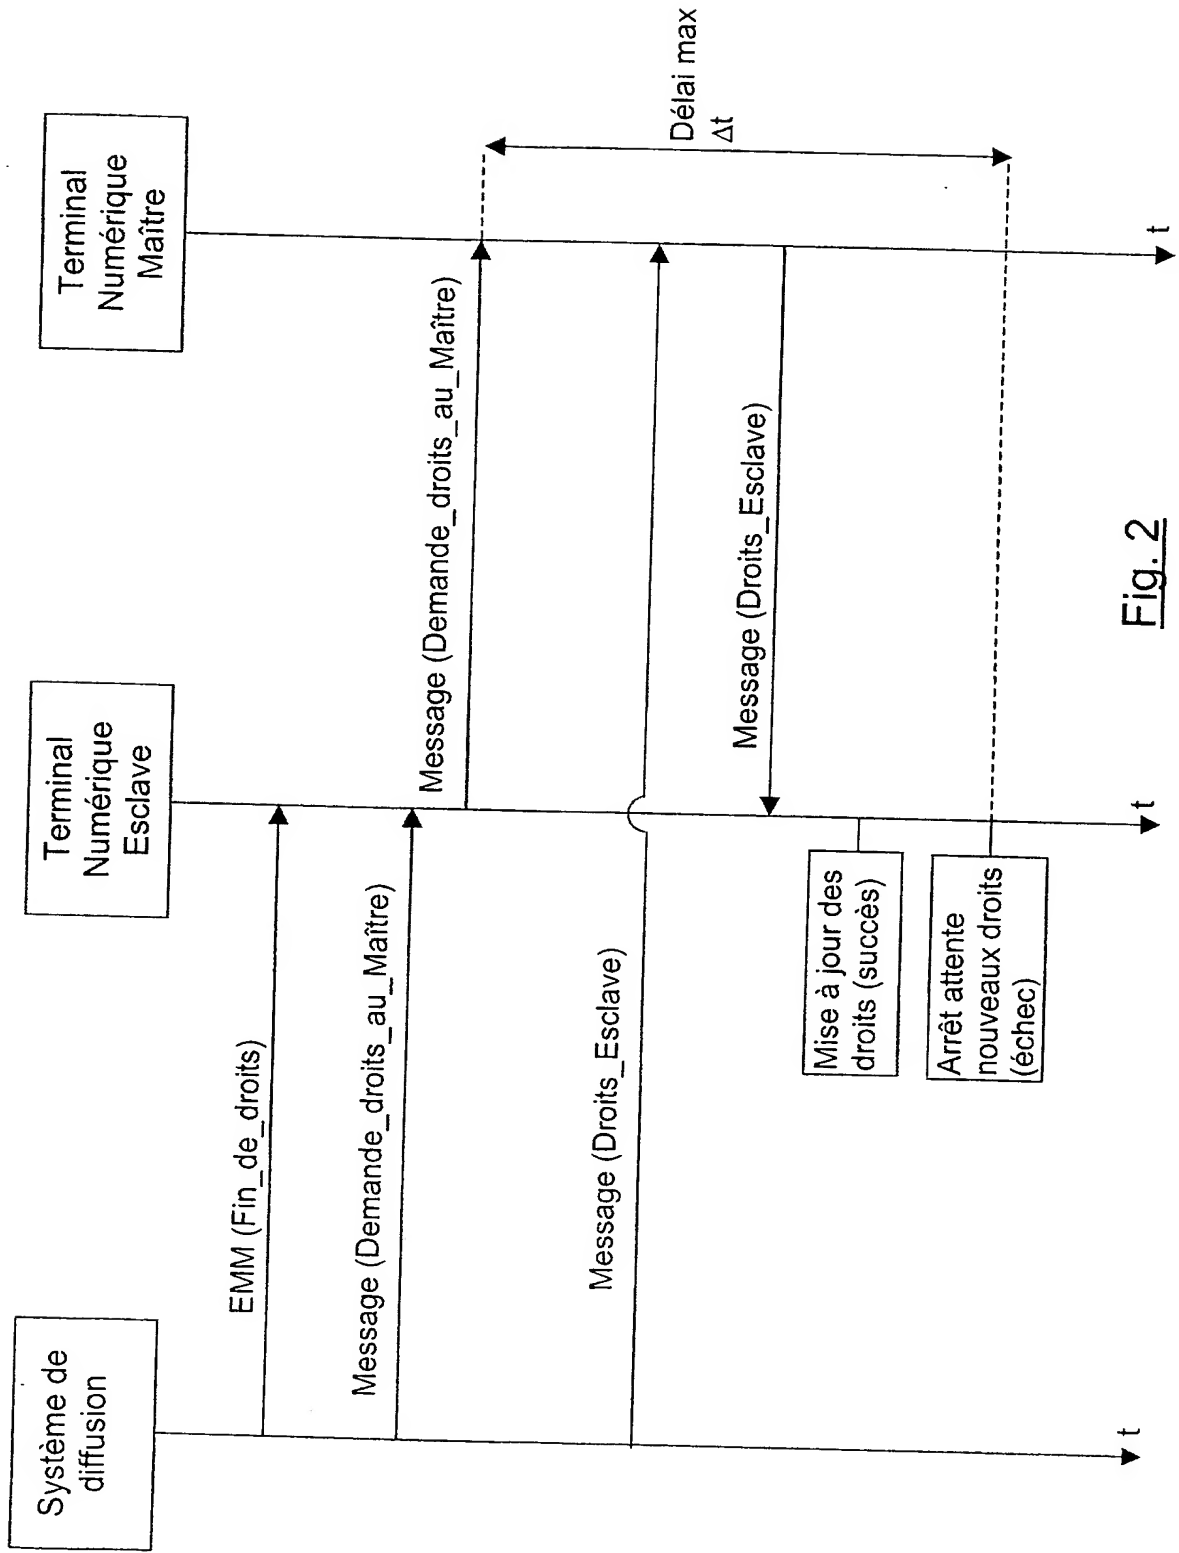 Système de
diffusion
Terminal
Numérique
Esclave
Terminal
Numérique
Maître
EMM (Fin_de_droits)
Message (Demande_droits_au_Maître)
Message (Demande_droits_au_Maître)
Message (Droits_Esclave)
Message (Droits_Esclave)
Délai max
Δt
Mise à jour des
droits (succès)
Arrêt attente
nouveaux droits
(échec)
t
t
t
Fig. 2